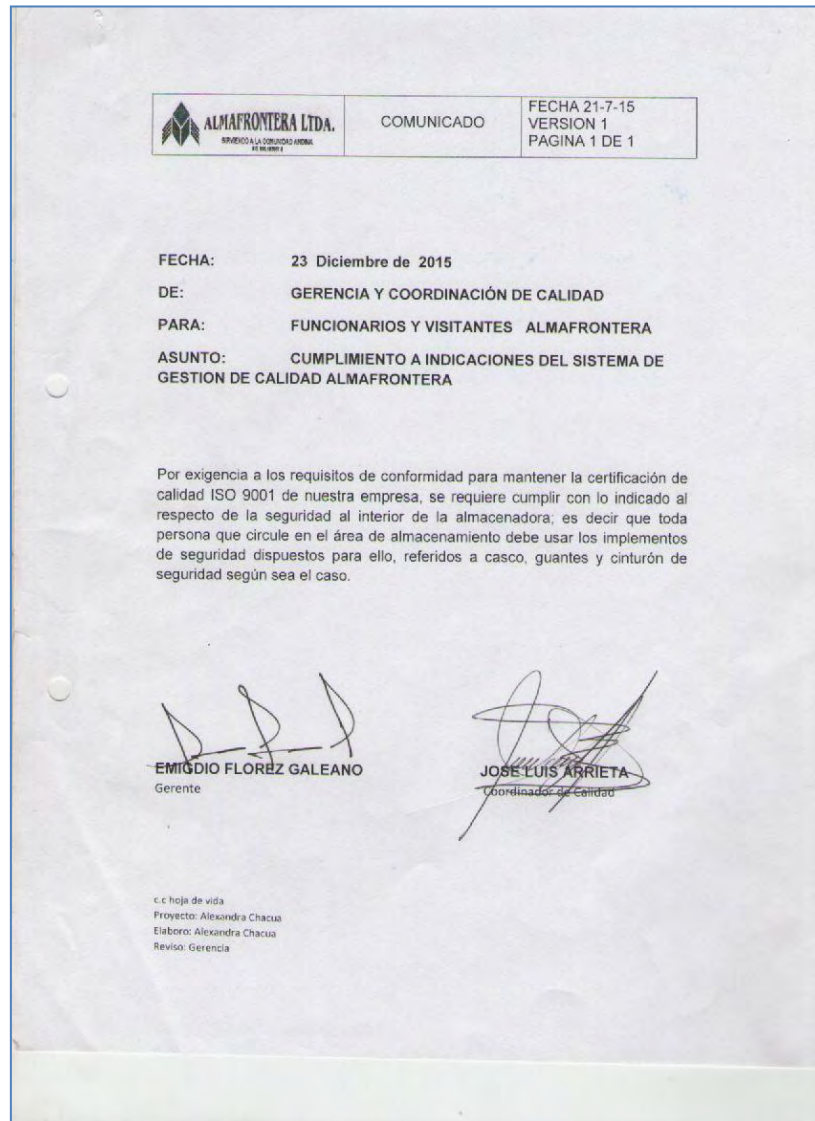 ALMAFRONTERA LTDA.
SIRVIENDO A LA COMUNIDAD ANDINA
COMUNICADO
FECHA 21-7-15
VERSION 1
PAGINA 1 DE 1
FECHA: 23 Diciembre de 2015
DE: GERENCIA Y COORDINACIÓN DE CALIDAD
PARA: FUNCIONARIOS Y VISITANTES ALMAFRONTERA
ASUNTO: CUMPLIMIENTO A INDICACIONES DEL SISTEMA DE
GESTION DE CALIDAD ALMAFRONTERA
Por exigencia a los requisitos de conformidad para mantener la certificación de
calidad ISO 9001 de nuestra empresa, se requiere cumplir con lo indicado al
respecto de la seguridad al interior de la almacenadora; es decir que toda
persona que circule en el área de almacenamiento debe usar los implementos
de seguridad dispuestos para ello, referidos a casco, guantes y cinturón de
seguridad según sea el caso.
EMIGDIO FLOREZ GALEANO
Gerente
JOSE LUIS ARRIETA
Coordinador de Calidad
c.c hoja de vida
Proyecto: Alexandra Chacua
Elaboro: Alexandra Chacua
Reviso: Gerencia